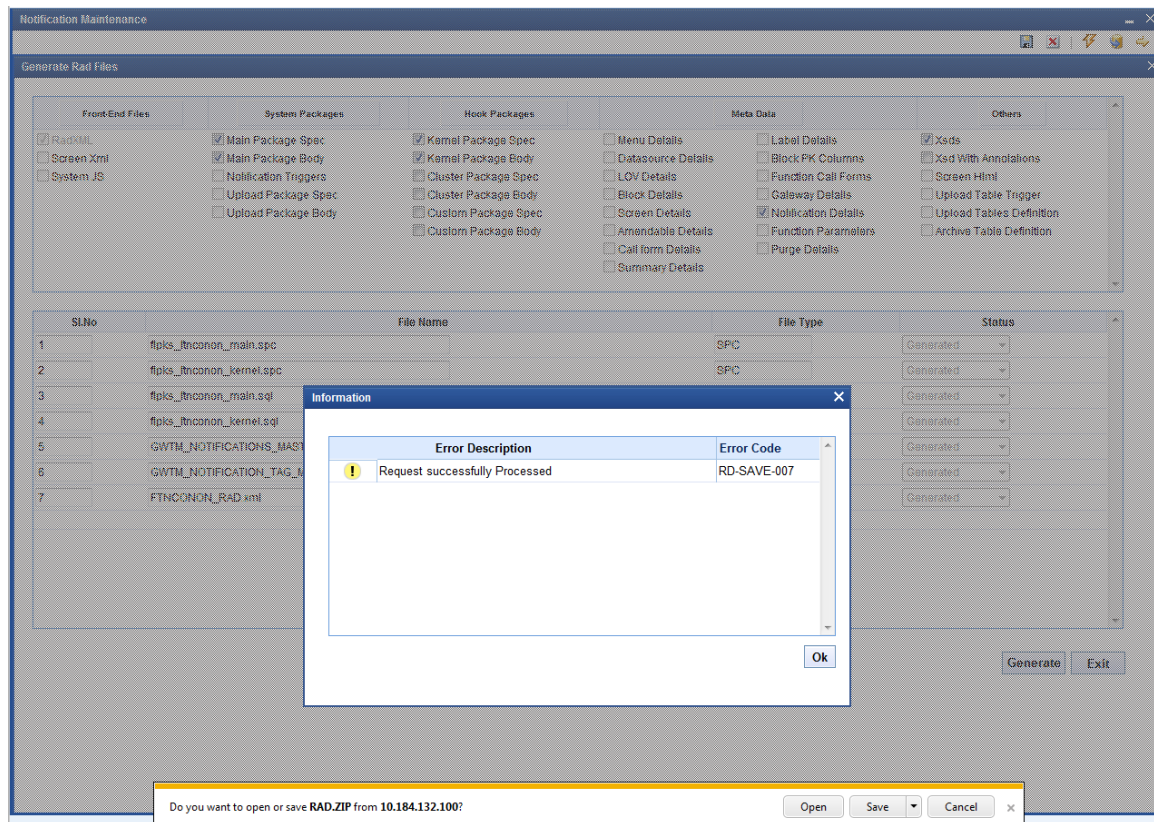 Notification Maintenance
Generate Rad Files
Front-End Files System Packages Hook Packages Meta Data Others
RadXML Main Package Spec Kernel Package Spec Menu Details Label Details Xsds
Screen Xml Main Package Body Kernel Package Body Datasource Details Block PK Columns Xsd With Annotations
System JS Notification Triggers Cluster Package Spec LOV Details Function Call Forms Screen Html
Upload Package Spec Cluster Package Body Block Details Gateway Details Upload Table Trigger
Upload Package Body Custom Package Spec Screen Details Notification Details Upload Tables Definition
Custom Package Body Amendable Details Function Parameters Archive Table Definition
Call form Details Purge Details
Summary Details
Sl.No File Name File Type Status
1 ftpks_ftnconon_main.spc SPC Generated
2 ftpks_ftnconon_kernel.spc SPC Generated
3 ftpks_ftnconon_main.sql Generated
4 ftpks_ftnconon_kernel.sql Generated
5 GWTM_NOTIFICATIONS_MAST Generated
6 GWTM_NOTIFICATION_TAG_M Generated
7 FTNCONON_RAD.xml Generated
Information
Error Description Error Code
Request successfully Processed RD-SAVE-007
Ok
Generate Exit
Do you want to open or save RAD.ZIP from 10.184.132.100? Open Save Cancel